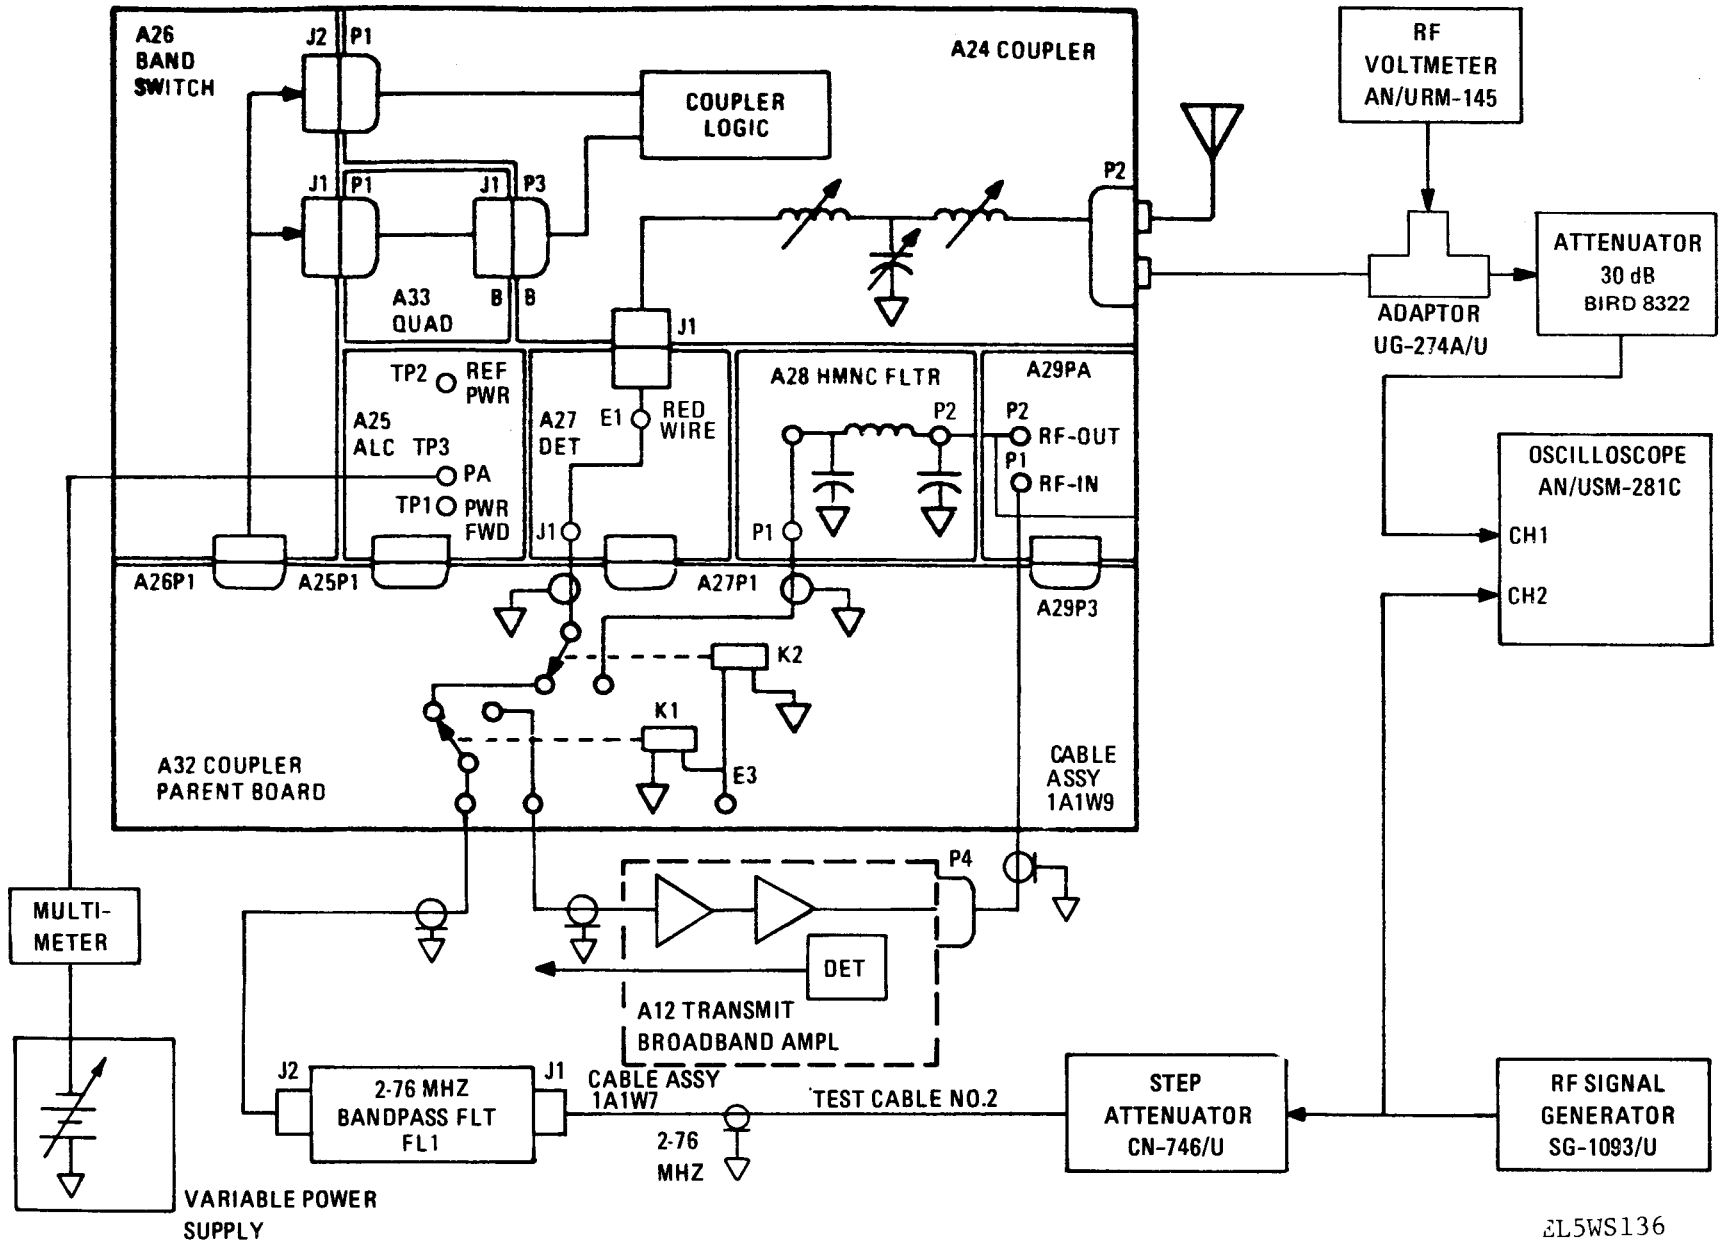 A26
BAND
SWITCH
J2 P1
A24 COUPLER
COUPLER
LOGIC
RF
VOLTMETER
AN/URM-145
J1 P1
J1 P3
P2
A33
QUAD
B B
J1
ATTENUATOR
30 dB
BIRD 8322
ADAPTOR
UG-274A/U
TP2
REF
PWR
A25
ALC
TP3
PA
TP1
PWR
FWD
E1
RED
WIRE
A27
DET
J1
A28 HMNC FLTR
P2
P1
A29PA
P2
RF-OUT
P1
RF-IN
OSCILLOSCOPE
AN/USM-281C
CH1
CH2
A26P1
A25P1
A27P1
A29P3
K2
K1
E3
A32 COUPLER
PARENT BOARD
CABLE
ASSY
1A1W9
MULTI-
METER
P4
DET
A12 TRANSMIT
BROADBAND AMPL
J2
2-76 MHZ
BANDPASS FLT
FL1
J1
CABLE ASSY
1A1W7
2-76
MHZ
TEST CABLE NO.2
STEP
ATTENUATOR
CN-746/U
RF SIGNAL
GENERATOR
SG-1093/U
VARIABLE POWER
SUPPLY
EL5WS136